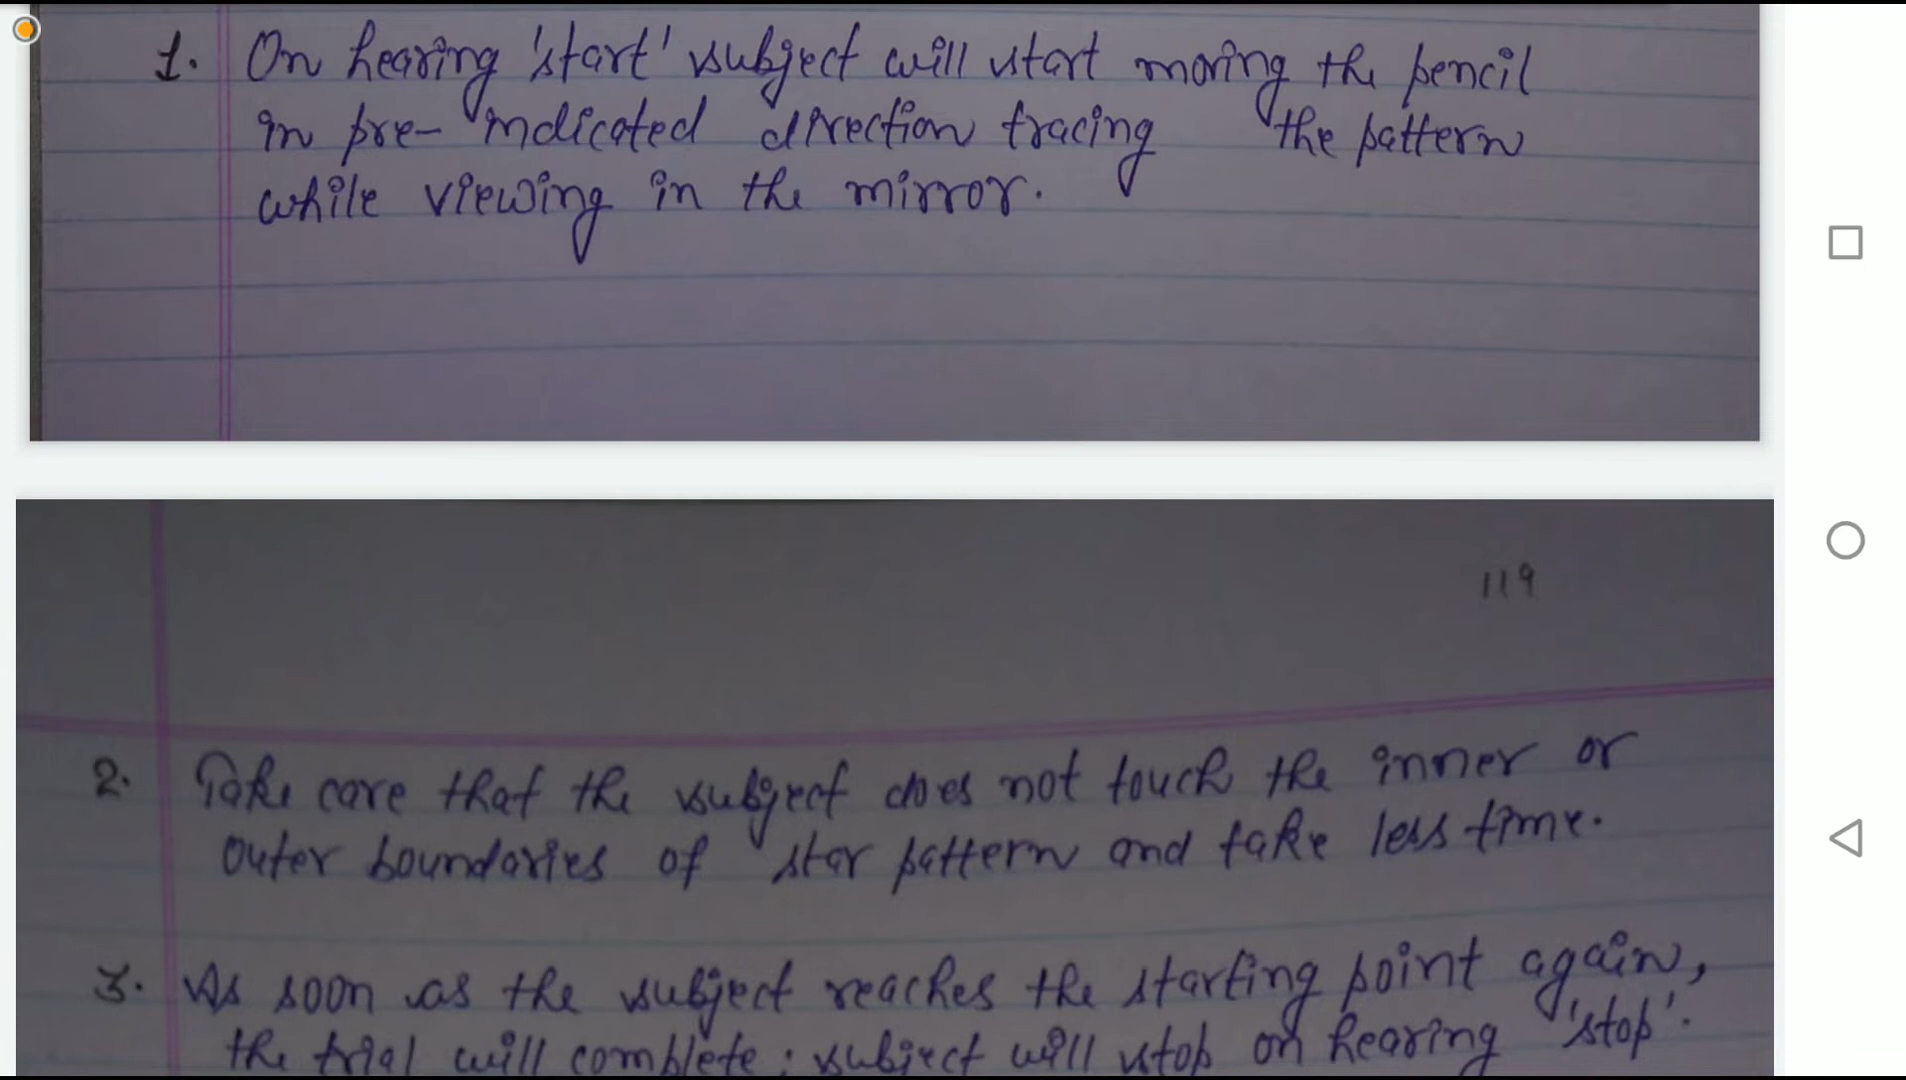 1. On hearing 'start' subject will start moving the pencil
in pre-indicated direction tracing the pattern
while viewing in the mirror.
119
2. Take care that the subject does not touch the inner or
outer boundaries of star pattern and take less time.
3. As soon as the subject reaches the starting point again,
the trial will complete; subject will stop on hearing 'stop'.